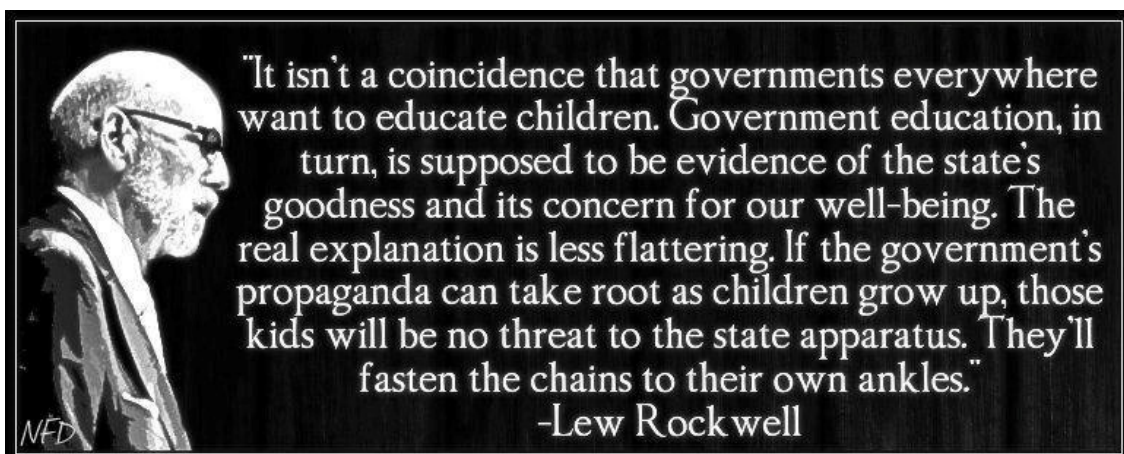 "It isn't a coincidence that governments everywhere
want to educate children. Government education, in
turn, is supposed to be evidence of the state's
goodness and its concern for our well-being. The
real explanation is less flattering. If the government's
propaganda can take root as children grow up, those
kids will be no threat to the state apparatus. They'll
fasten the chains to their own ankles."
-Lew Rockwell
NFD